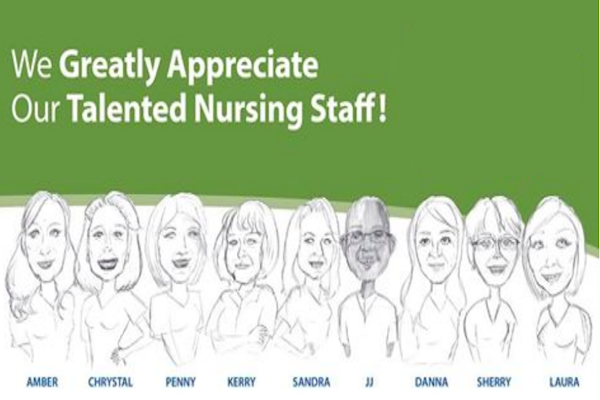 We Greatly Appreciate
Our Talented Nursing Staff!
AMBER CHRYSTAL PENNY KERRY SANDRA JJ DANNA SHERRY LAURA